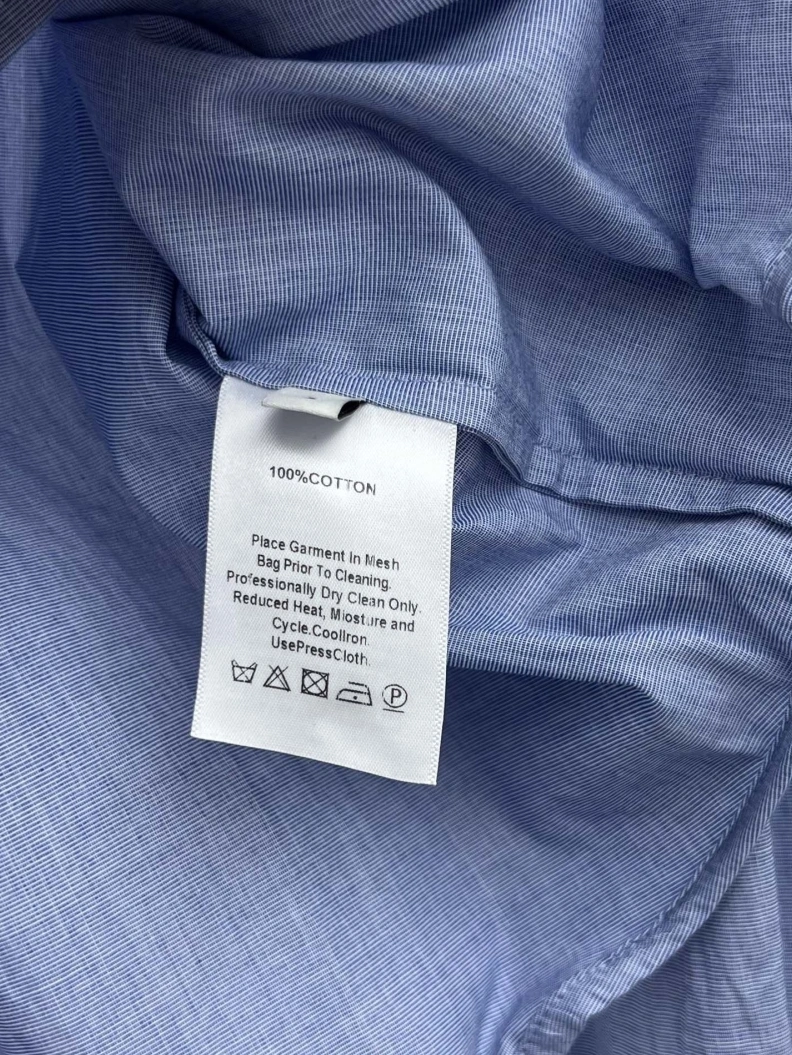 100%COTTON
Place Garment In Mesh
Bag Prior To Cleaning.
Professionally Dry Clean Only.
Reduced Heat, Miosture and
Cycle.CoolIron.
UsePressCloth.
P